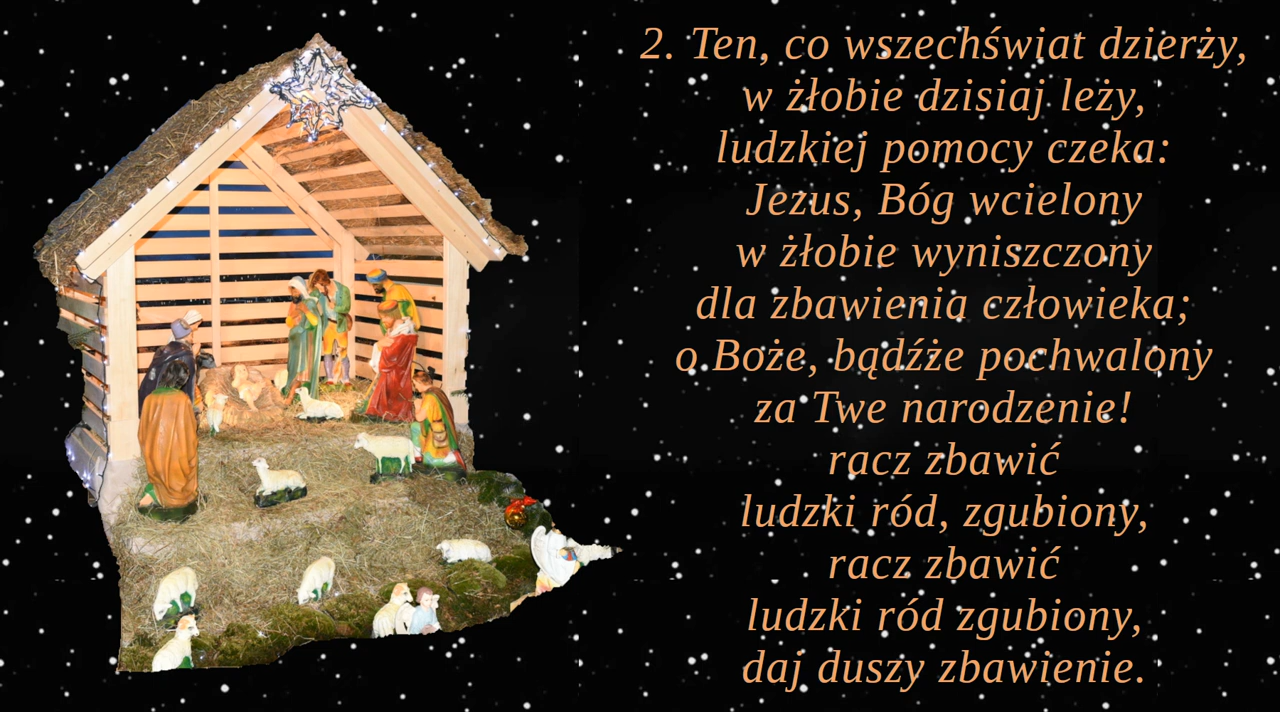 2. Ten, co wszechświat dzierży,
w żłobie dzisiaj leży,
ludzkiej pomocy czeka:
Jezus, Bóg wcielony
w żłobie wyniszczony
dla zbawienia człowieka;
o Boże, bądźże pochwalony
za Twe narodzenie!
racz zbawić
ludzki ród, zgubiony,
racz zbawić
ludzki ród zgubiony,
daj duszy zbawienie.